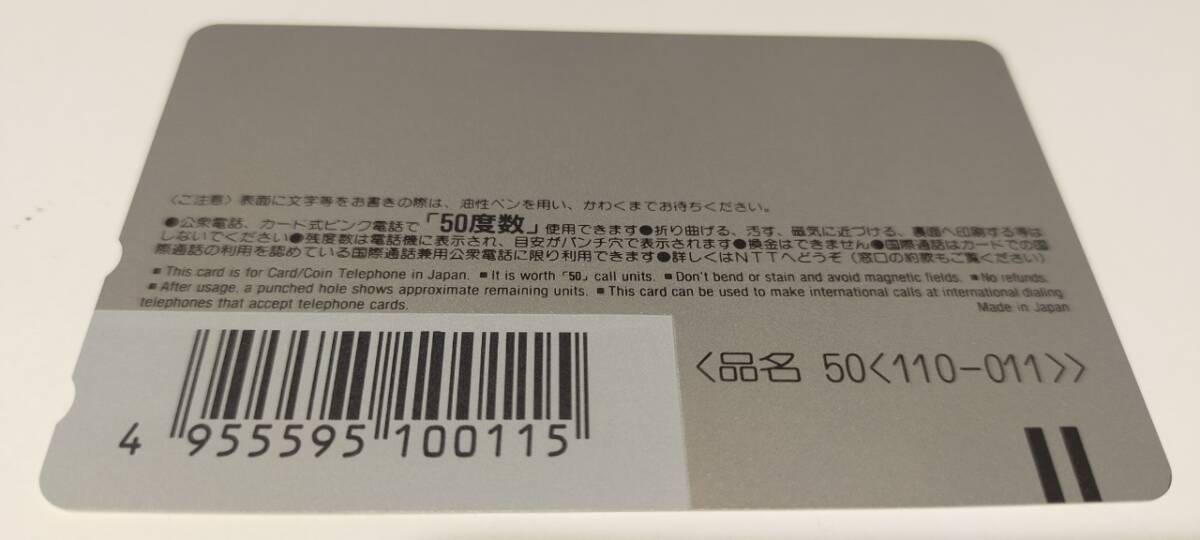 〈ご注意〉表面に文字等をお書きの際は、油性ペンを用い、かわくまでお待ちください。
●公衆電話、カード式ピンク電話で「50度数」使用できます●折り曲げる、汚す、磁気に近づける、裏面へ印刷する等は
しないでください●残度数は電話機に表示され、目安がパンチ穴で表示されます●換金はできません●国際通話はカードでの国
際通話の利用を認めている国際通話兼用公衆電話に限り利用できます●詳しくはNTTへどうぞ（窓口の約款もご覧ください）
■ This card is for Card/Coin Telephone in Japan. ■ It is worth「50」call units. ■ Don't bend or stain and avoid magnetic fields. ■ No refunds.
■ After usage, a punched hole shows approximate remaining units. ■ This card can be used to make international calls at international dialing
telephones that accept telephone cards.
Made in Japan
〈品名 50〈110-011〉〉
4 955595 100115